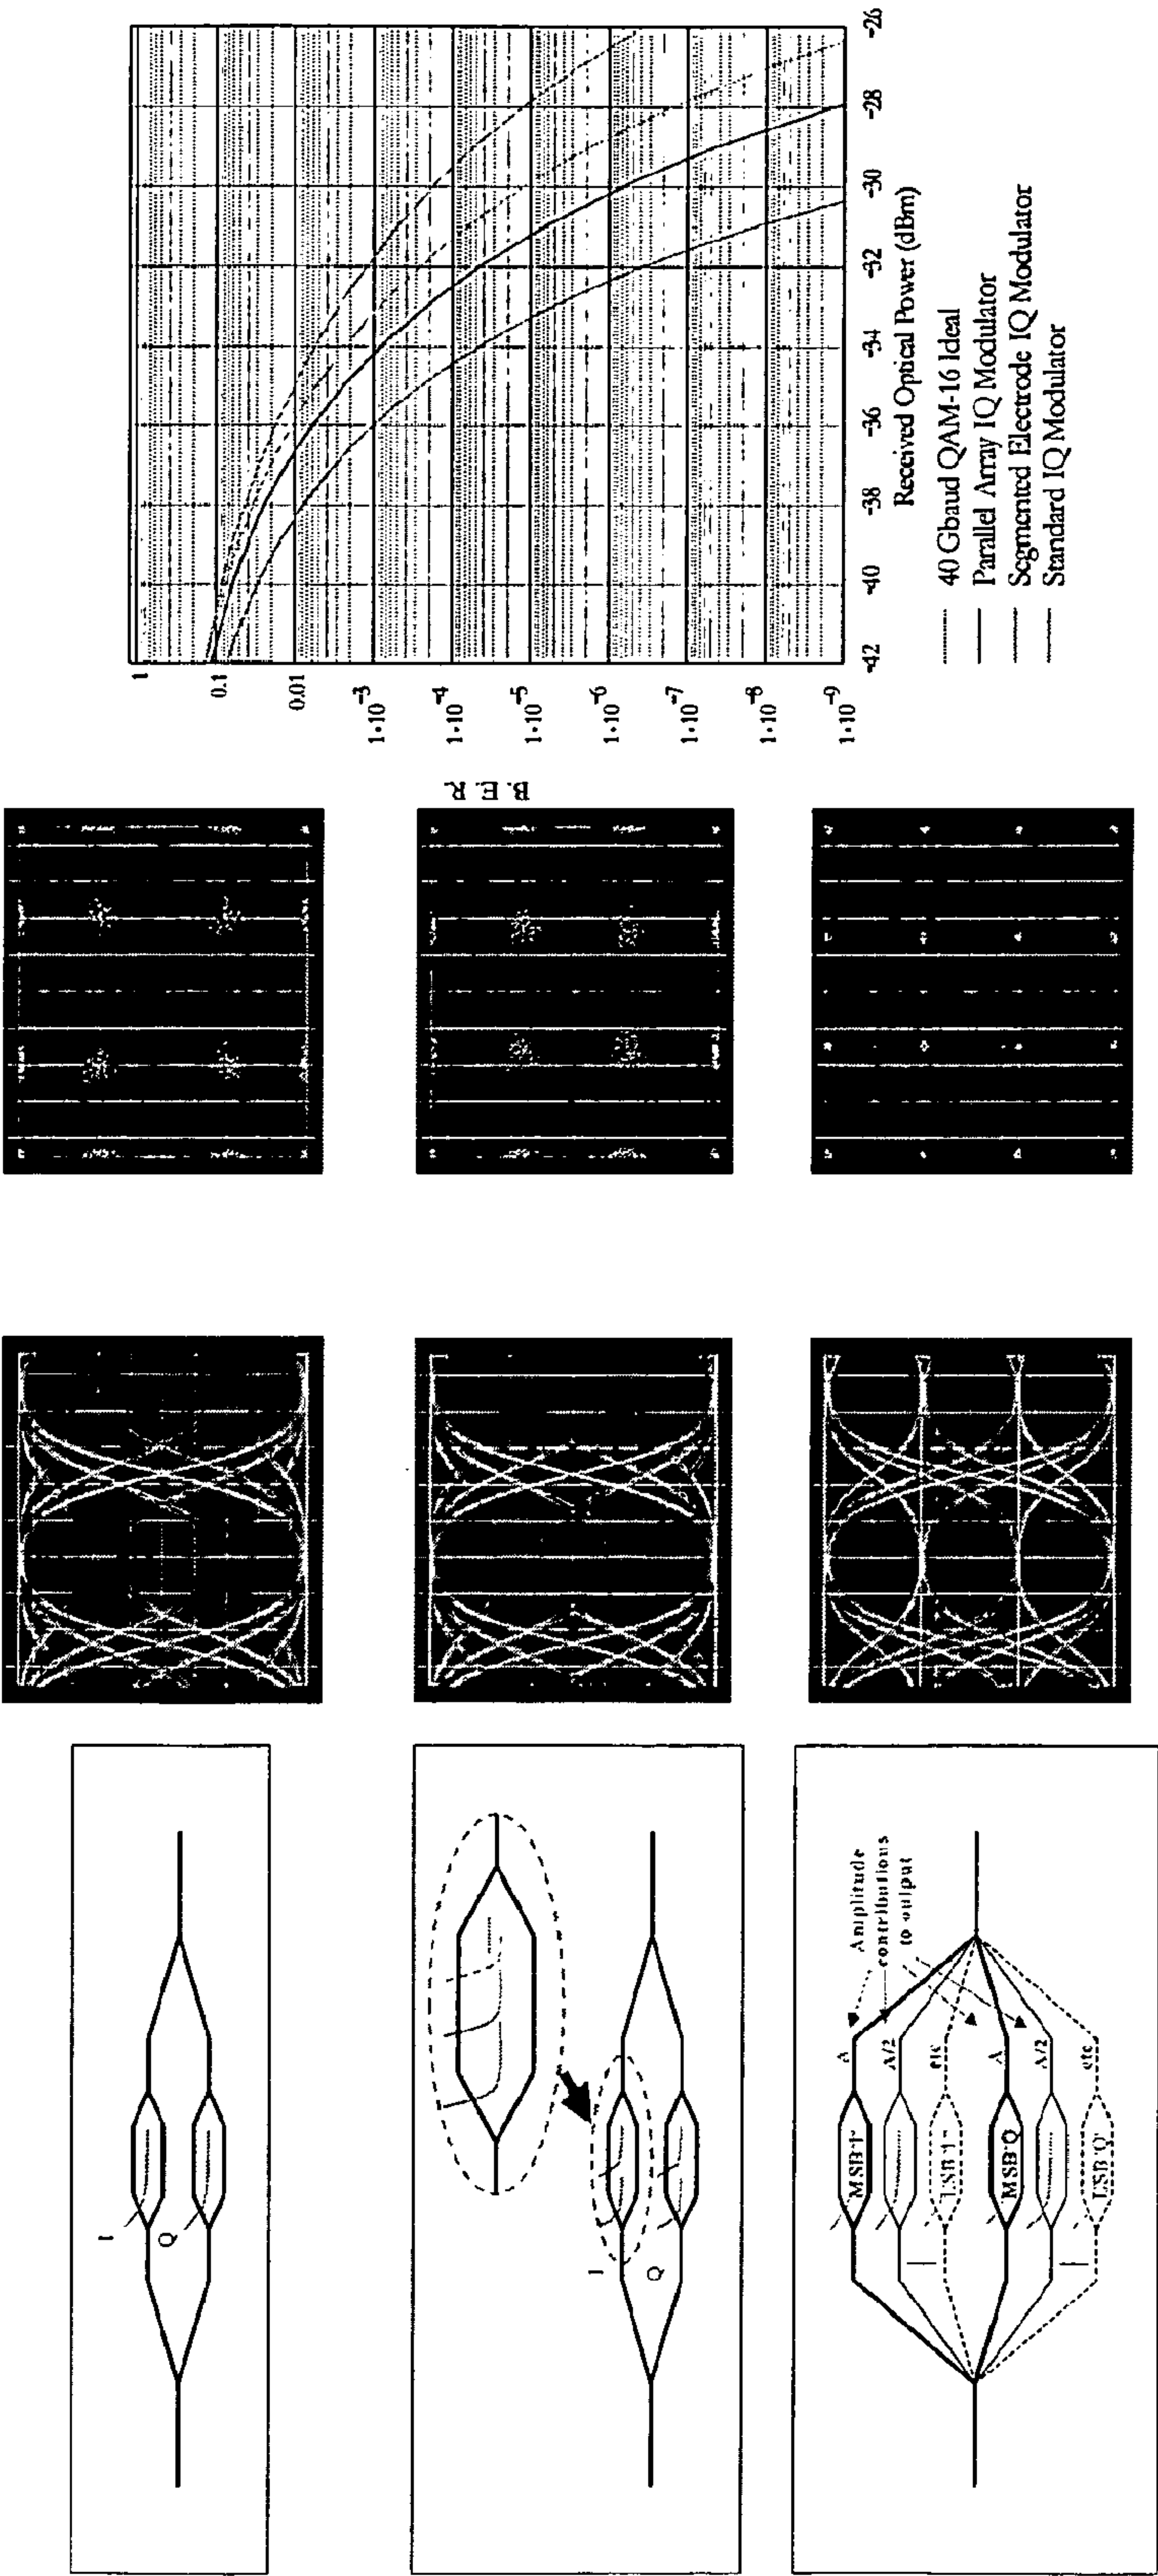 I
Q
I
Q
MSB'I'
A
A/2
LSB'I'
etc
MSB'Q'
A
A/2
LSB'Q'
etc
Amplitude
contributions
to output
B. E. R.
1
0.1
0.01
1·10⁻³
1·10⁻⁴
1·10⁻⁵
1·10⁻⁶
1·10⁻⁷
1·10⁻⁸
1·10⁻⁹
-42 -40 -38 -36 -34 -32 -30 -28 -26
Received Optical Power (dBm)
40 Gbaud QAM-16 Ideal
Parallel Array IQ Modulator
Segmented Electrode IQ Modulator
Standard IQ Modulator